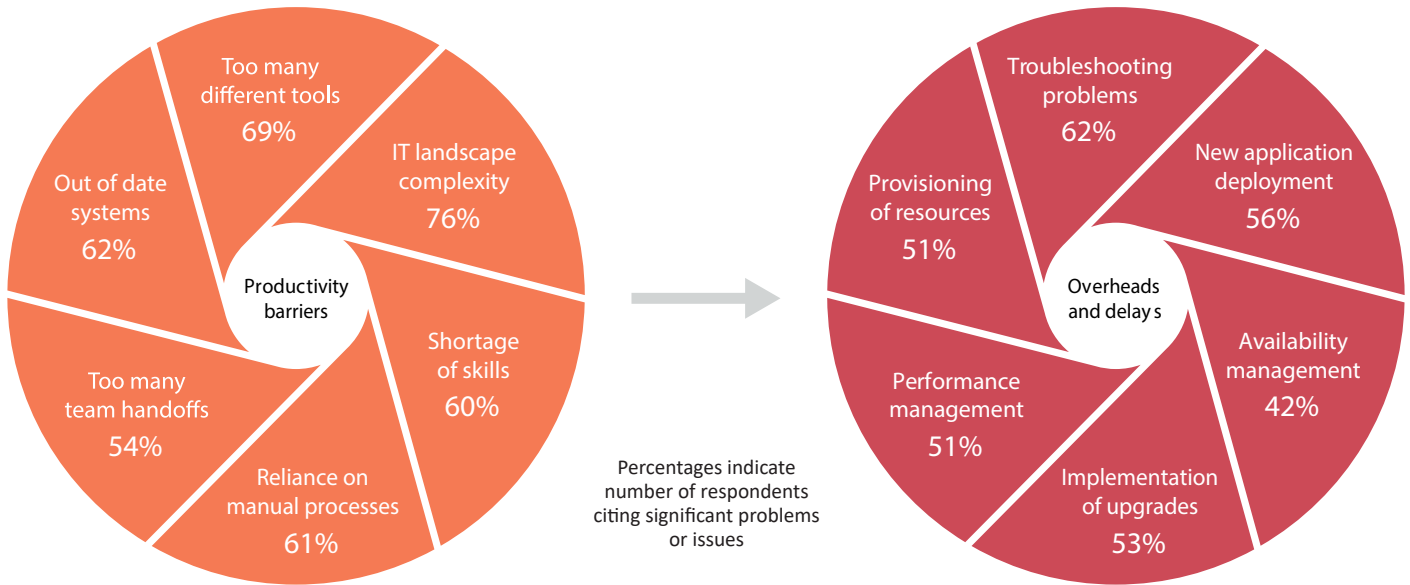 Too many
different tools
69%
IT landscape
complexity
76%
Shortage
of skills
60%
Reliance on
manual processes
61%
Too many
team handoffs
54%
Out of date
systems
62%
Productivity
barriers
Percentages indicate
number of respondents
citing significant problems
or issues
Troubleshooting
problems
62%
New application
deployment
56%
Availability
management
42%
Implementation
of upgrades
53%
Performance
management
51%
Provisioning
of resources
51%
Overheads
and delays